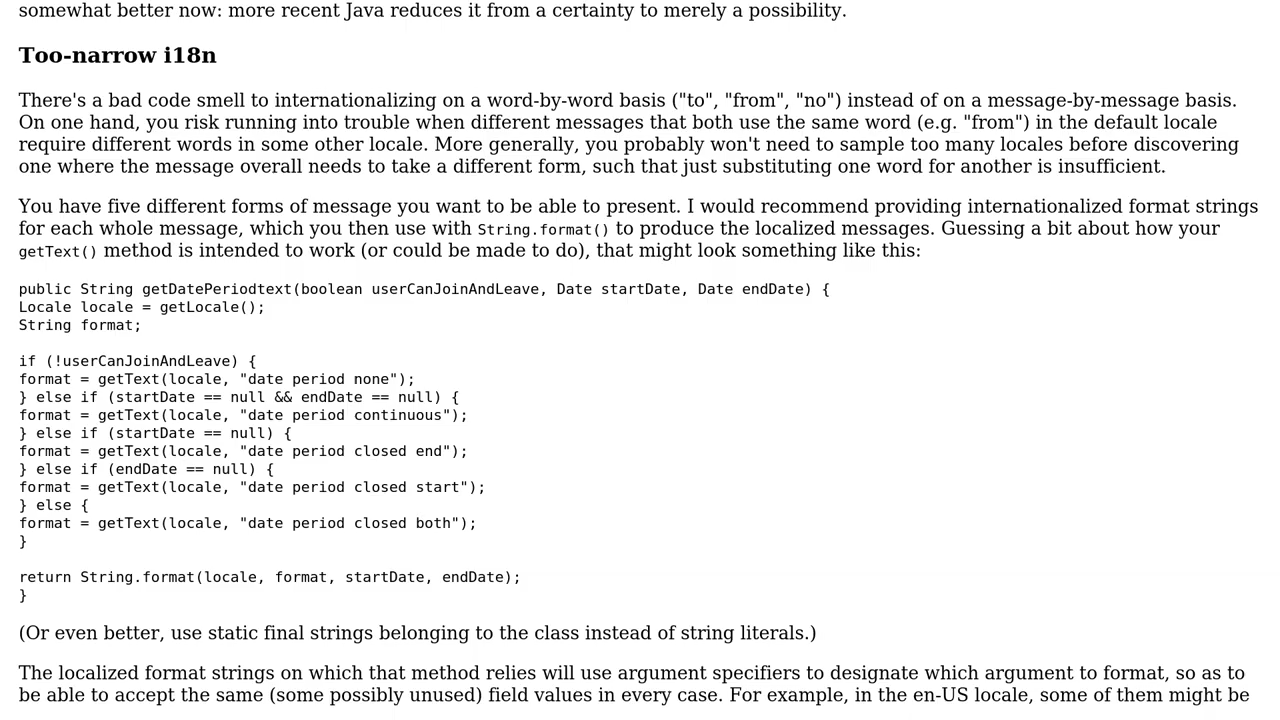 somewhat better now: more recent Java reduces it from a certainty to merely a possibility.
Too-narrow i18n
There's a bad code smell to internationalizing on a word-by-word basis ("to", "from", "no") instead of on a message-by-message basis.
On one hand, you risk running into trouble when different messages that both use the same word (e.g. "from") in the default locale
require different words in some other locale. More generally, you probably won't need to sample too many locales before discovering
one where the message overall needs to take a different form, such that just substituting one word for another is insufficient.
You have five different forms of message you want to be able to present. I would recommend providing internationalized format strings
for each whole message, which you then use with String.format() to produce the localized messages. Guessing a bit about how your
getText() method is intended to work (or could be made to do), that might look something like this:
public String getDatePeriodtext(boolean userCanJoinAndLeave, Date startDate, Date endDate) {
Locale locale = getLocale();
String format;
if (!userCanJoinAndLeave) {
format = getText(locale, "date period none");
} else if (startDate == null && endDate == null) {
format = getText(locale, "date period continuous");
} else if (startDate == null) {
format = getText(locale, "date period closed end");
} else if (endDate == null) {
format = getText(locale, "date period closed start");
} else {
format = getText(locale, "date period closed both");
}
return String.format(locale, format, startDate, endDate);
}
(Or even better, use static final strings belonging to the class instead of string literals.)
The localized format strings on which that method relies will use argument specifiers to designate which argument to format, so as to
be able to accept the same (some possibly unused) field values in every case. For example, in the en-US locale, some of them might be